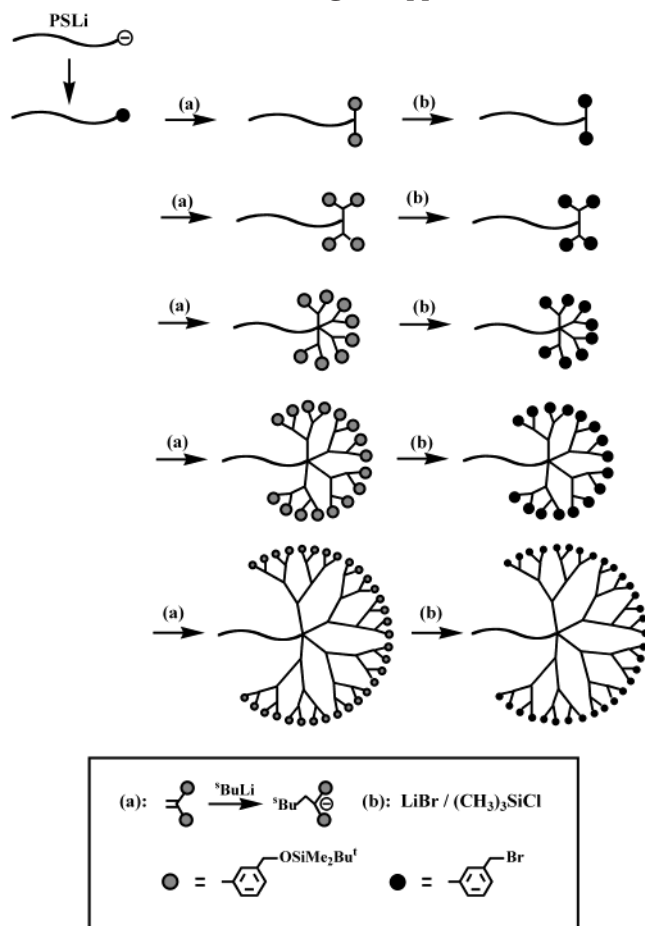 PSLi
(a) (b)
(a) (b)
(a) (b)
(a) (b)
(a) (b)
(a): ˢBuLi ˢBu (b): LiBr / (CH₃)₃SiCl
= OSiMe₂Buᵗ = Br